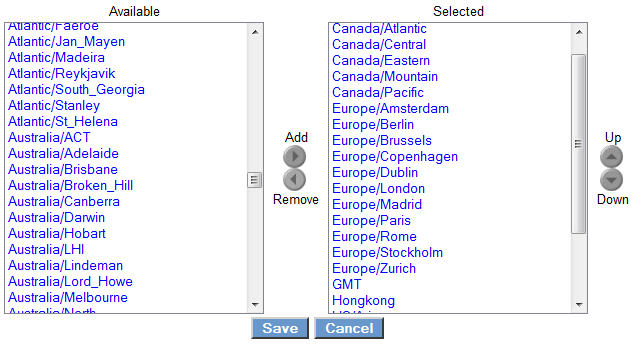 Available
Atlantic/Faeroe
Atlantic/Jan_Mayen
Atlantic/Madeira
Atlantic/Reykjavik
Atlantic/South_Georgia
Atlantic/Stanley
Atlantic/St_Helena
Australia/ACT
Australia/Adelaide
Australia/Brisbane
Australia/Broken_Hill
Australia/Canberra
Australia/Darwin
Australia/Hobart
Australia/LHI
Australia/Lindeman
Australia/Lord_Howe
Australia/Melbourne
Australia/North
Add
Remove
Selected
Canada/Atlantic
Canada/Central
Canada/Eastern
Canada/Mountain
Canada/Pacific
Europe/Amsterdam
Europe/Berlin
Europe/Brussels
Europe/Copenhagen
Europe/Dublin
Europe/London
Europe/Madrid
Europe/Paris
Europe/Rome
Europe/Stockholm
Europe/Zurich
GMT
Hongkong
Up
Down
Save
Cancel